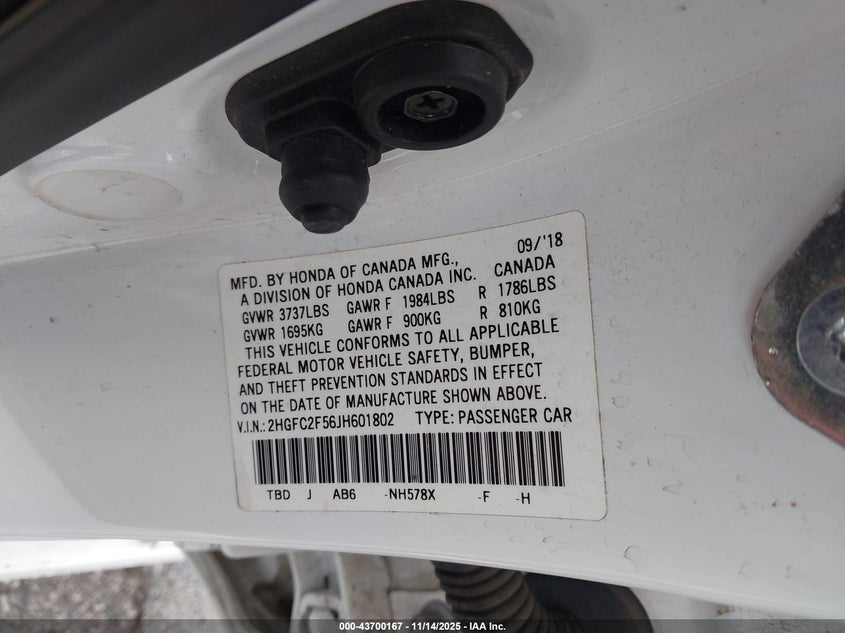 09/'18
MFD. BY HONDA OF CANADA MFG.,
A DIVISION OF HONDA CANADA INC. CANADA
GVWR 3737LBS GAWR F 1984LBS R 1786LBS
GVWR 1695KG GAWR F 900KG R 810KG
THIS VEHICLE CONFORMS TO ALL APPLICABLE
FEDERAL MOTOR VEHICLE SAFETY, BUMPER,
AND THEFT PREVENTION STANDARDS IN EFFECT
ON THE DATE OF MANUFACTURE SHOWN ABOVE.
V.I.N.: 2HGFC2F56JH601802 TYPE: PASSENGER CAR
TBD J AB6 -NH578X -F -H
000-43700167 - 11/14/2025 - IAA Inc.